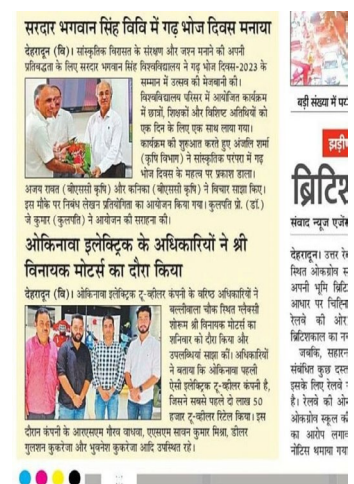 सरदार भगवान सिंह विवि में गढ़ भोज दिवस मनाया
देहरादून (वि)। सांस्कृतिक विरासत के संरक्षण और जश्न मनाने की अपनी
प्रतिबद्धता के लिए सरदार भगवान सिंह विश्वविद्यालय ने गढ़ भोज दिवस-2023 के
सम्मान में उत्सव की मेजबानी की।
विश्वविद्यालय परिसर में आयोजित कार्यक्रम
में छात्रों, शिक्षकों और विशिष्ट अतिथियों को
एक दिन के लिए एक साथ लाया गया।
कार्यक्रम की शुरुआत करते हुए अंजलि शर्मा
(कृषि विभाग) ने सांस्कृतिक परंपरा में गढ़
भोज दिवस के महत्व पर प्रकाश डाला।
अजय रावत (बीएससी कृषि) और कनिका (बीएससी कृषि) ने विचार साझा किए।
इस मौके पर निबंध लेखन प्रतियोगिता का आयोजन किया गया। कुलपति प्रो. (डॉ.)
जे कुमार (कुलपति) ने आयोजन की सराहना की।
ओकिनावा इलेक्ट्रिक के अधिकारियों ने श्री
विनायक मोटर्स का दौरा किया
देहरादून (वि)। ओकिनावा इलेक्ट्रिक टू-व्हीलर कंपनी के वरिष्ठ अधिकारियों ने
बल्लीवाला चौक स्थित ग्लैक्सी
शोरूम श्री विनायक मोटर्स का
शनिवार को दौरा किया और
उपलब्धियां साझा कीं। अधिकारियों
ने बताया कि ओकिनावा पहली
ऐसी इलेक्ट्रिक टू-व्हीलर कंपनी है,
जिसने सबसे पहले दो लाख 50
हजार टू-व्हीलर रिटेल किया। इस
दौरान कंपनी के आरएसएम गौरव वाधवा, एएसएम सावन कुमार मिश्रा, डीलर
गुलशन कुकरेजा और भुवनेश कुकरेजा आदि उपस्थित रहे।
बड़ी संख्या में
ब्रिटिश
संवाद न्यूज एजेंसी
देहरादून। उत्तर
स्थित ओकग्रोव
अपनी भूमि
आधार पर
रेलवे की ओर
ब्रिटिशकाल का
जबकि,
संबंधित कुछ
इसके लिए रेलवे
है। रेलवे की
ओकग्रोव स्कूल
का आरोप
नोटिस थमाया